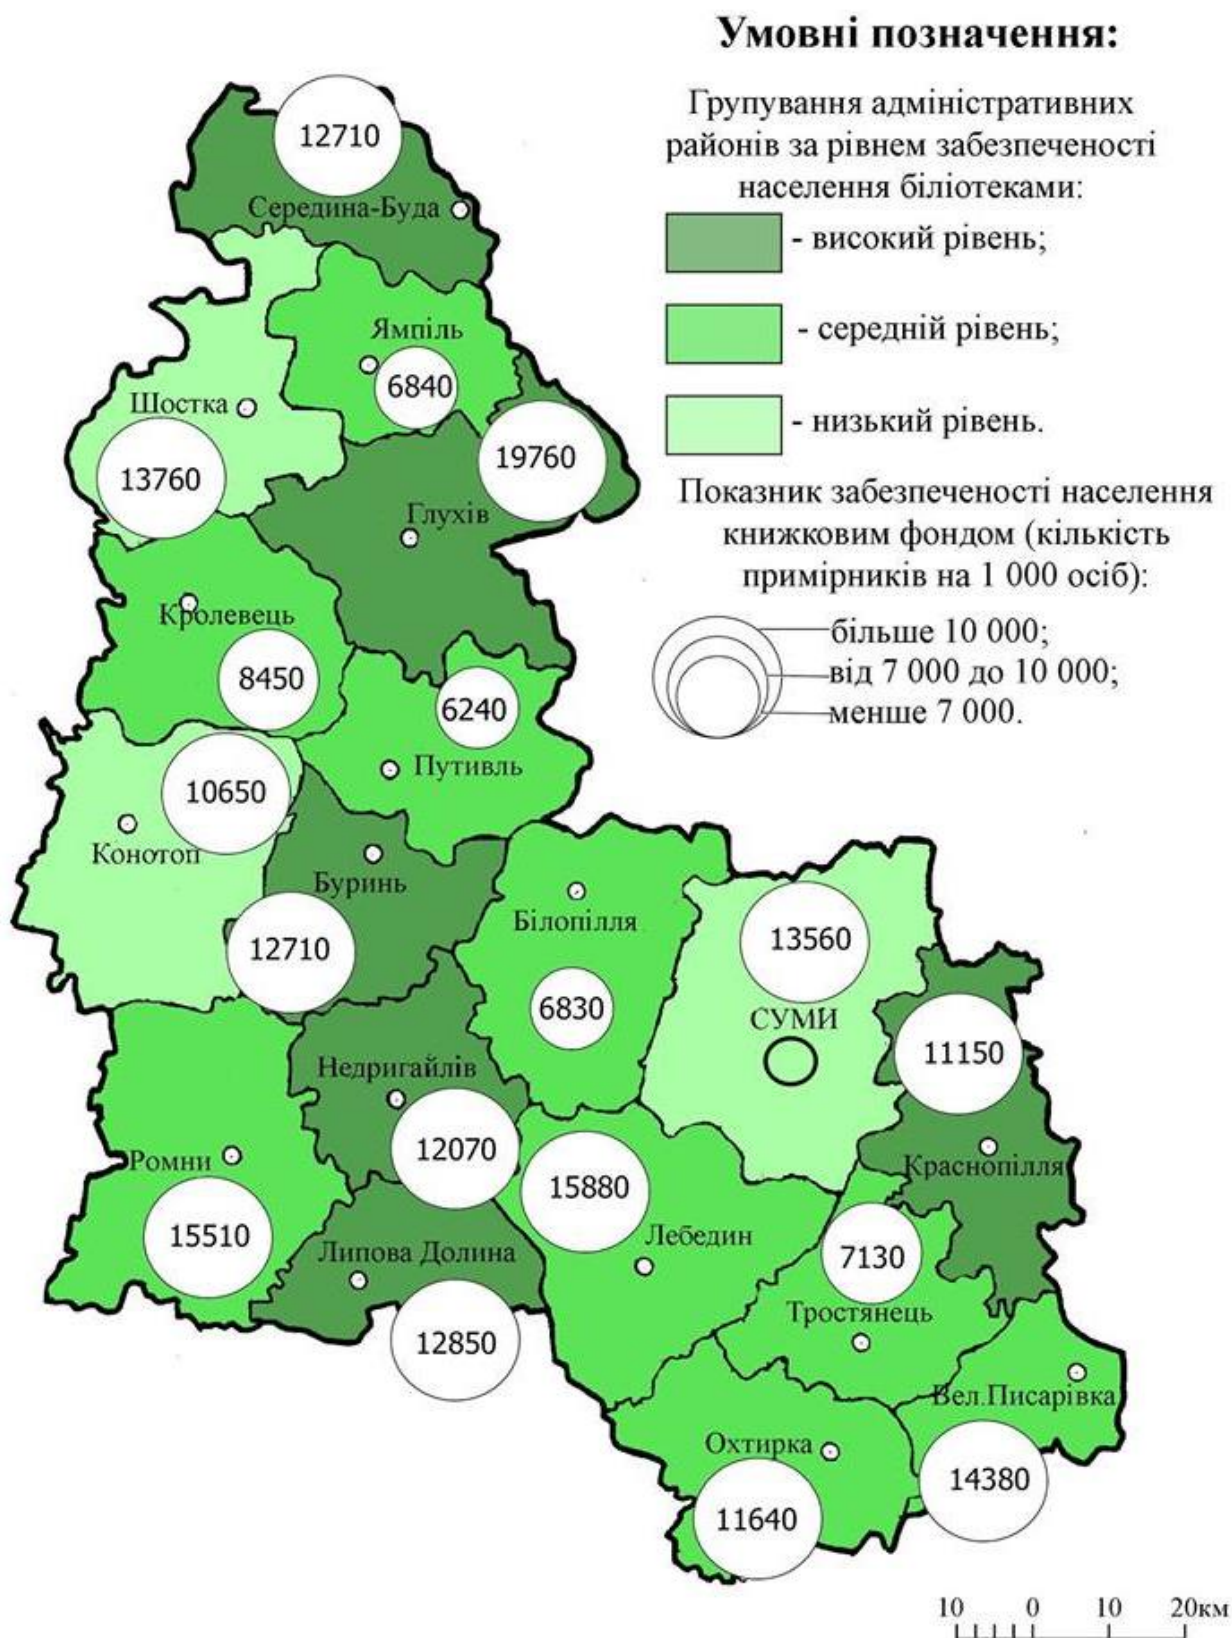 Умовні позначення:
Групування адміністративних
районів за рівнем забезпеченості
населення біліотеками:
- високий рівень;
- середній рівень;
- низький рівень.
Показник забезпеченості населення
книжковим фондом (кількість
примірників на 1 000 осіб):
більше 10 000;
від 7 000 до 10 000;
менше 7 000.
12710
Середина-Буда
Ямпіль
6840
Шостка
13760
19760
Глухів
Кролевець
8450
6240
Путивль
10650
Конотоп
Буринь
12710
Білопілля
6830
13560
СУМИ
11150
Краснопілля
Недригайлів
12070
Ромни
15510
15880
Лебедин
Липова Долина
12850
7130
Тростянець
Вел.Писарівка
14380
Охтирка
11640
10 0 10 20км